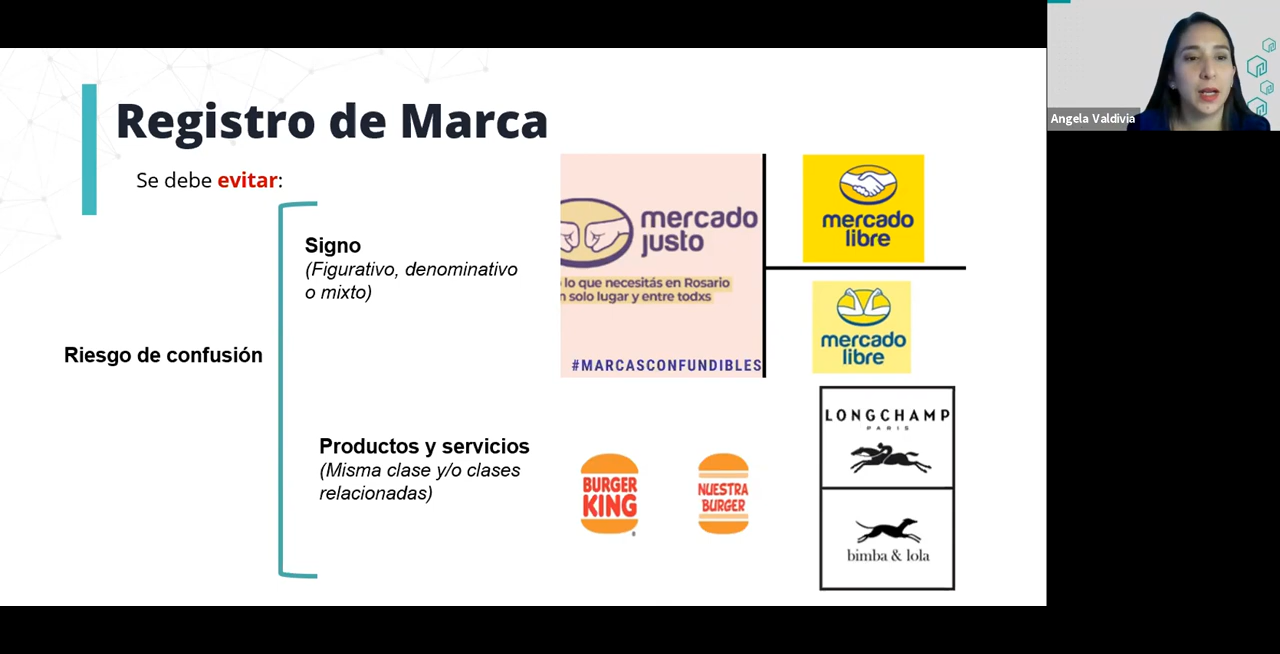 Registro de Marca
Se debe evitar:
Riesgo de confusión
Signo
(Figurativo, denominativo
o mixto)
Productos y servicios
(Misma clase y/o clases
relacionadas)
mercado
justo
lo que necesitás en Rosario
n solo lugar y entre todxs
#MARCASCONFUNDIBLES
mercado
libre
mercado
libre
BURGER
KING
®
NUESTRA
BURGER
LONGCHAMP
PARIS
bimba & lola
Angela Valdivia